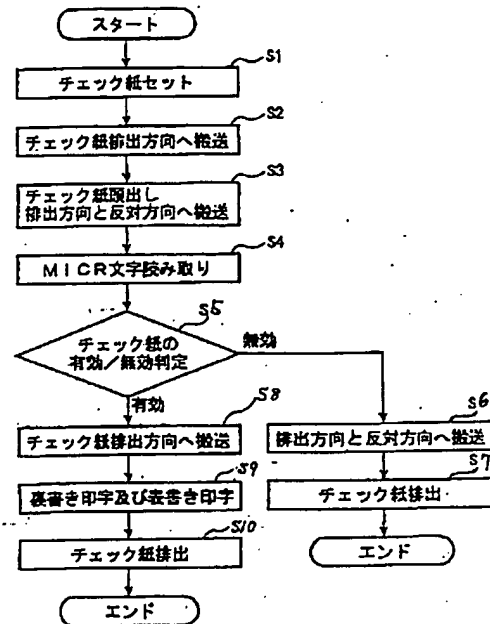 スタート
S1
チェック紙セット
S2
チェック紙排出方向へ搬送
S3
チェック紙頭出し
排出方向と反対方向へ搬送
S4
MICR文字読み取り
S5
チェック紙の
有効/無効判定
無効
有効
S8
チェック紙排出方向へ搬送
S6
排出方向と反対方向へ搬送
S9
裏書き印字及び表書き印字
S7
チェック紙排出
S10
チェック紙排出
エンド
エンド